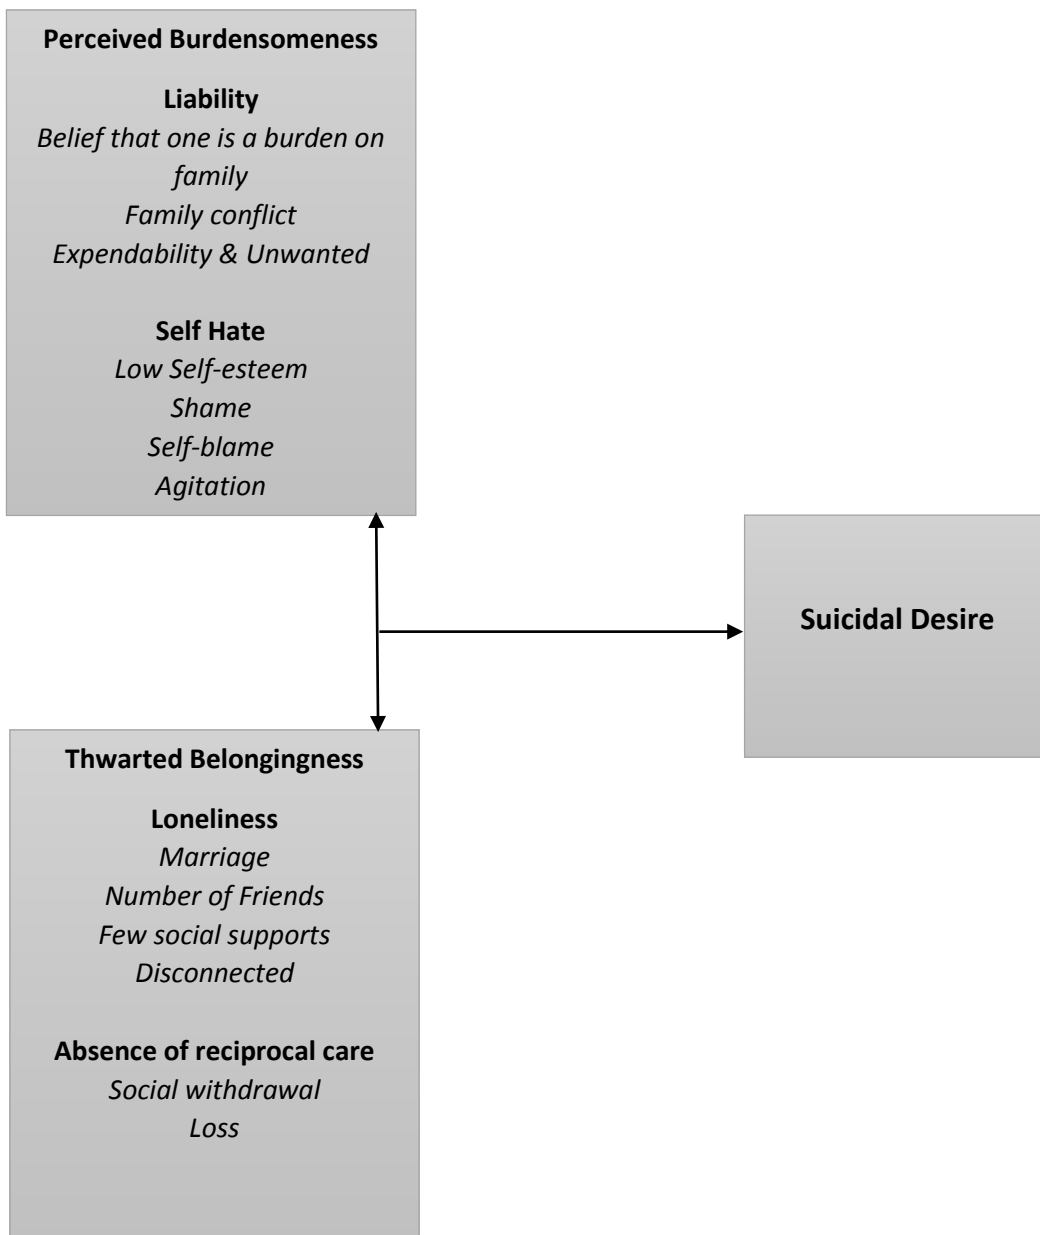 Perceived Burdensomeness
Liability
Belief that one is a burden on
family
Family conflict
Expendability & Unwanted
Self Hate
Low Self-esteem
Shame
Self-blame
Agitation
Suicidal Desire
Thwarted Belongingness
Loneliness
Marriage
Number of Friends
Few social supports
Disconnected
Absence of reciprocal care
Social withdrawal
Loss